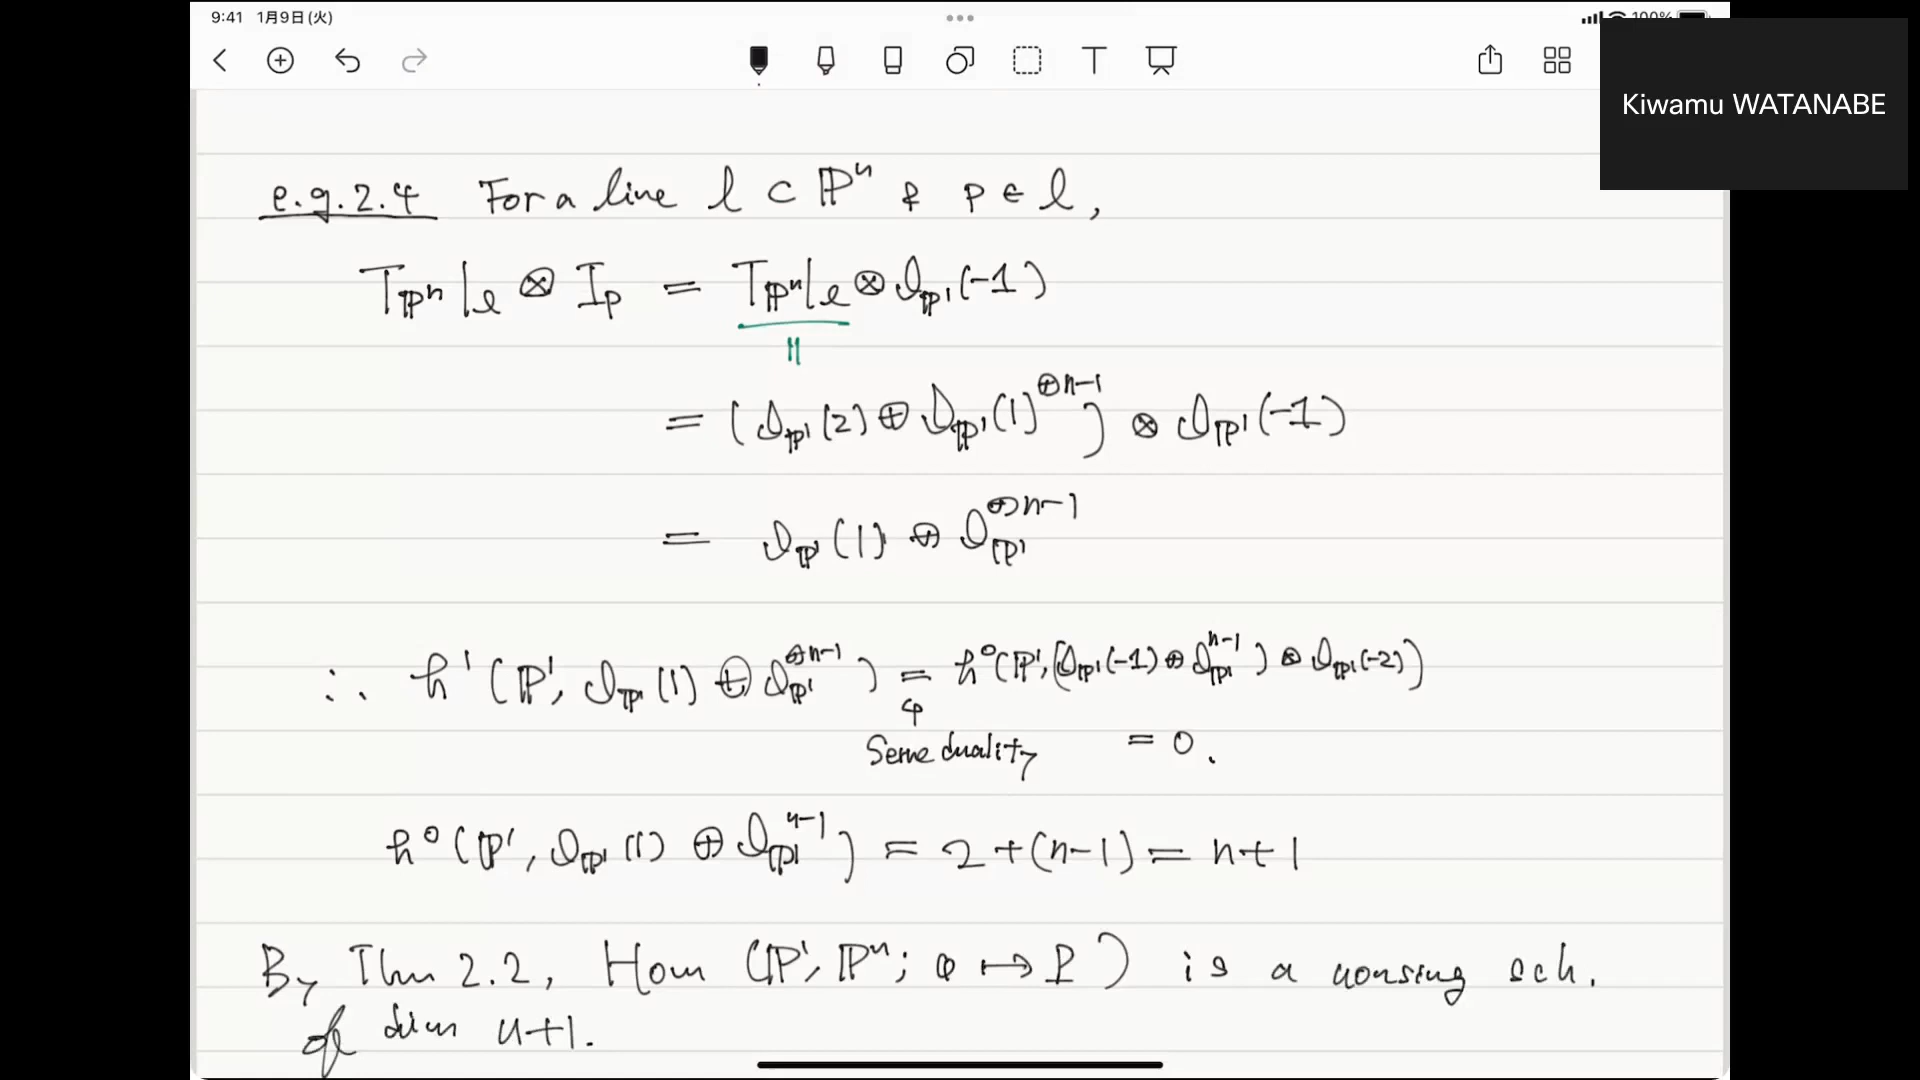 9:41 1月9日(火)
100%
Kiwamu WATANABE
e.g.2.4 For a line l ⊂ ℙⁿ & p ∈ l,
T_ℙⁿ|_l ⊗ I_p = T_ℙⁿ|_l ⊗ O_ℙ¹(-1)
||
= (O_ℙ¹(2) ⊕ O_ℙ¹(1)^⊕n-1) ⊗ O_ℙ¹(-1)
= O_ℙ¹(1) ⊕ O_ℙ¹^⊕n-1
∴ h¹(ℙ¹, O_ℙ¹(1) ⊕ O_ℙ¹^⊕n-1) = h⁰(ℙ¹, (O_ℙ¹(-1) ⊕ O_ℙ¹^n-1) ⊗ O_ℙ¹(-2))
Serre duality = 0.
h⁰(ℙ¹, O_ℙ¹(1) ⊕ O_ℙ¹^n-1) = 2+(n-1) = n+1
By Thm 2.2, Hom(ℙ¹, ℙⁿ; 0 ↦ p) is a nonsing sch.
of dim n+1.